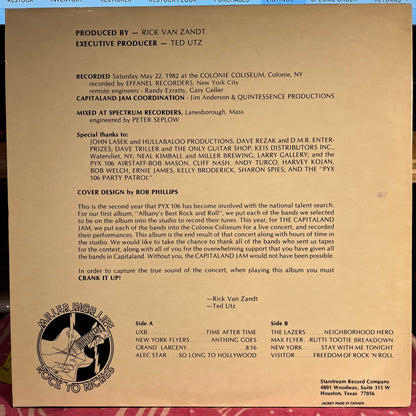 RESTOCK
INVENTORY
RESTOCK/LOOKUP
PURCHASES
LISTINGS
SPECIAL ORDER
PRODUCED BY — RICK VAN ZANDT
EXECUTIVE PRODUCER — TED UTZ
RECORDED Saturday May 22, 1982 at the COLONIE COLISEUM, Colonie, NY
recorded by EFFANEL RECORDERS, New York City
remote engineers - Randy Ezratty, Gary Geller
CAPITALAND JAM COORDINATION – Jim Anderson & QUINTESSENCE PRODUCTIONS
MIXED AT SPECTRUM RECORDERS, Lanesborough, Mass.
engineered by PETER SEPLOW
Special thanks to:
JOHN LASEK and HULLABALOO PRODUCTIONS; DAVE REZAK and D.M.R. ENTER-
PRIZES; DAVE TRILLER and THE ONLY GUITAR SHOP, KEIS DISTRIBUTORS INC.,
Watervliet, NY; NEAL KIMBALL and MILLER BREWING; LARRY GALLERY; and the
PYX 106 AIRSTAFF-BOB MASON, CLIFF NASH, ANDY TURCO, HARVEY KOJAN,
BOB WELCH, ERNIE JAMES, KELLY BRODERICK, SHARON SPIES; AND THE "PYX
106 PARTY PATROL".
COVER DESIGN by BOB PHILLIPS
This is the second year that PYX 106 has become involved with the national talent search.
For our first album, "Albany's Best Rock and Roll", we put each of the bands we selected
to be on the album into the studio to record their tunes. This year, for THE CAPITALAND
JAM, we put each of the bands into the Colonie Coliseum for a live concert, and recorded
their performances. This album is the end result of that concert along with hours of time in
the studio. We would like to take the chance to thank all of the bands who sent us tapes
for the contest, along with all of you for the overwhelming support that you have given all
the bands in Capitaland. Without you, the CAPITALAND JAM would not have been possible.
In order to capture the true sound of the concert, when playing this album you must
CRANK IT UP!
—Rick Van Zandt
—Ted Utz
MILLER HIGH LIFE
ROCK TO RICHES
Side A
UXB. TIME AFTER TIME
NEW YORK FLYERS. ANTHING GOES
GRAND LARCENY. 8:16
ALEC STAR. SO LONG TO HOLLYWOOD
Side B
THE LAZERS. NEIGHBORHOOD HERO
MAX FLYER. RUTTI TOOTIE BREAKDOWN
NEW YORK. STAY WITH ME TONIGHT
VISITOR. FREEDOM OF ROCK 'N ROLL
Starstream Record Company
4801 Woodway, Suite 315 W
Houston, Texas 77056
JACKET MADE IN CANADA